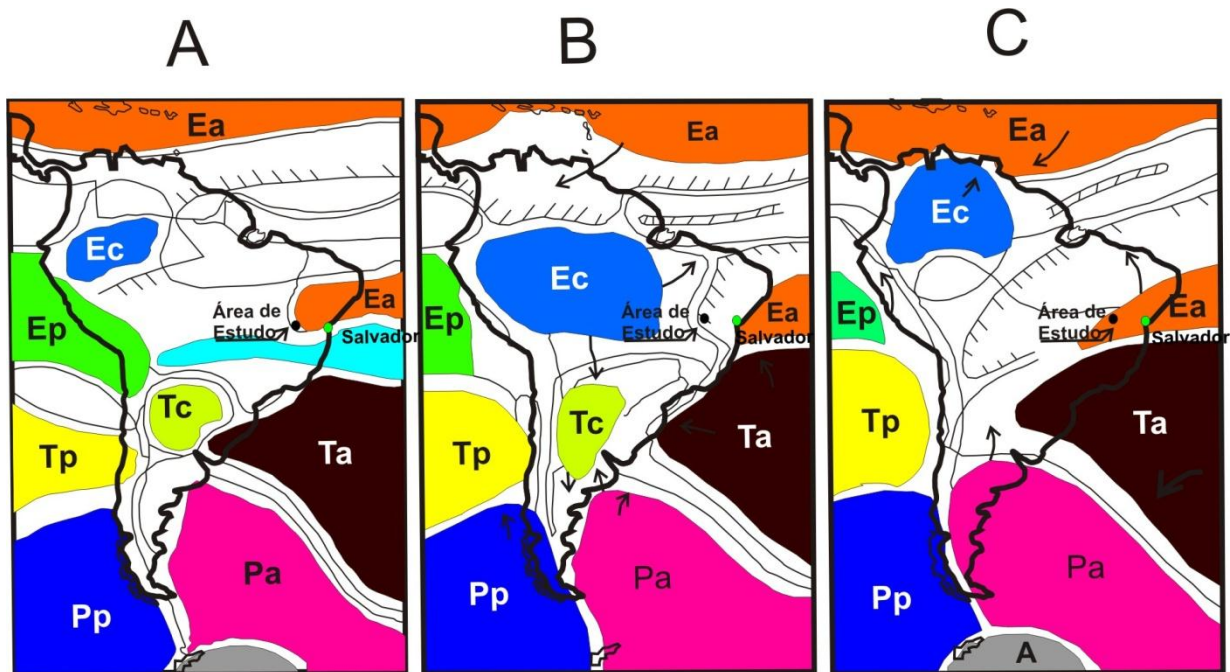 A
B
C
Ea
Ec
Ea
Área de
Estudo
Salvador
Ep
Tc
Tp
Ta
Pa
Pp
Ea
Ec
Ea
Área de
Estudo
Salvador
Ep
Tc
Tp
Ta
Pp
Pa
Ea
Ec
Ea
Área de
Estudo
Salvador
Ep
Tp
Ta
Pa
Pp
A